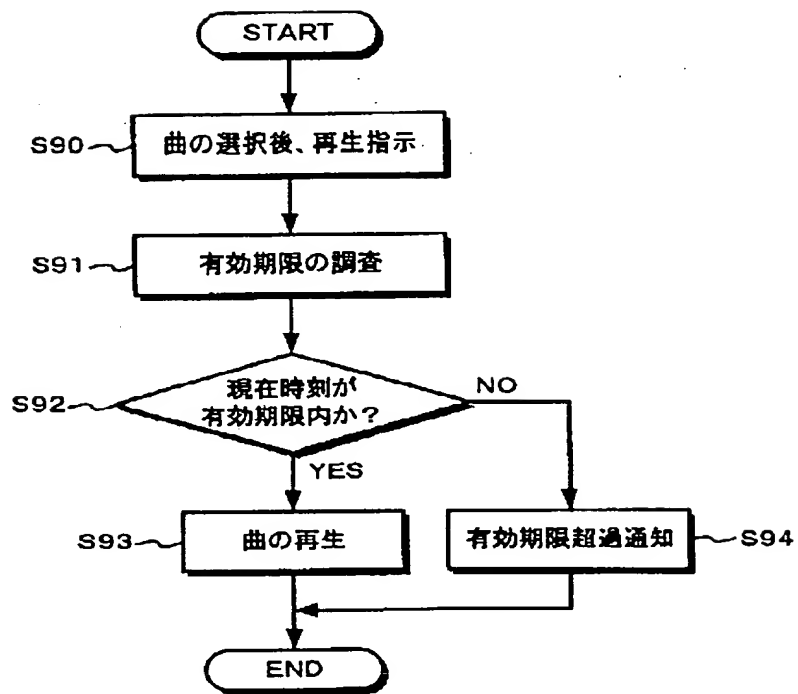 START
S90
曲の選択後、再生指示
S91
有効期限の調査
S92
現在時刻が
有効期限内か?
NO
YES
S93
曲の再生
有効期限超過通知
S94
END